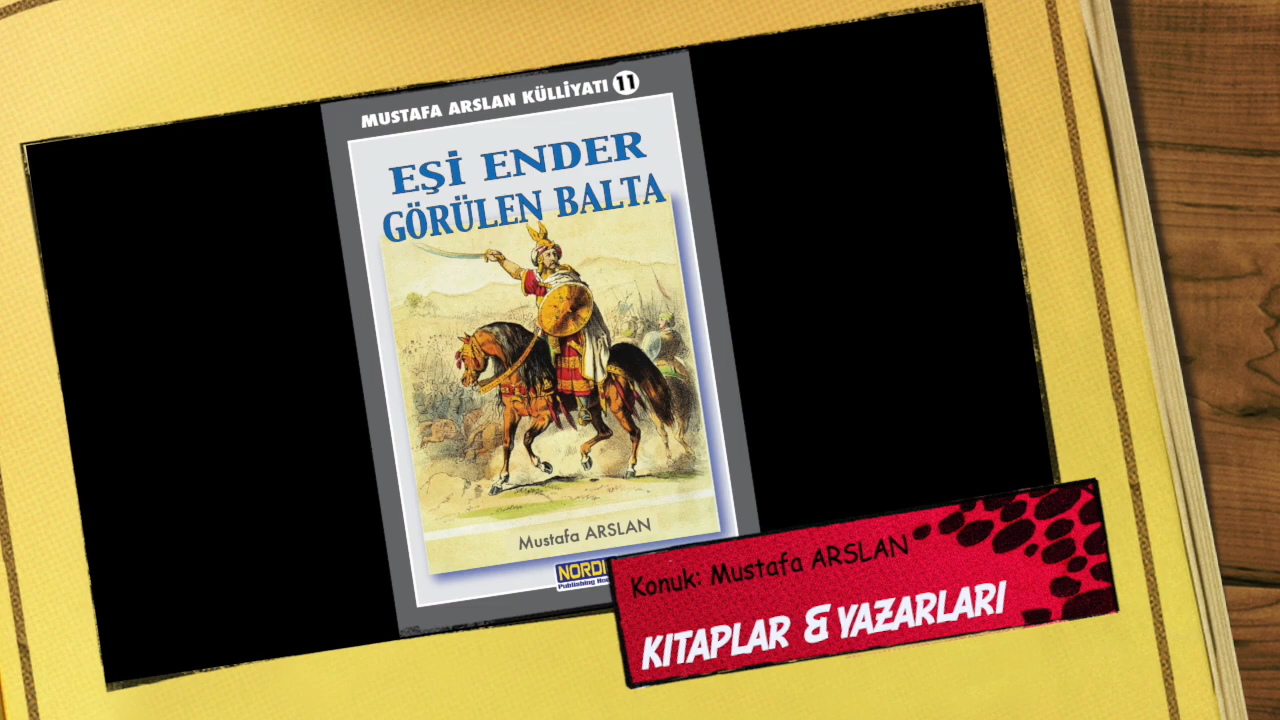 MUSTAFA ARSLAN KÜLLİYATI 11
EŞİ ENDER
GÖRÜLEN BALTA
Mustafa ARSLAN
Konuk: Mustafa ARSLAN
KITAPLAR & YAZARLARI